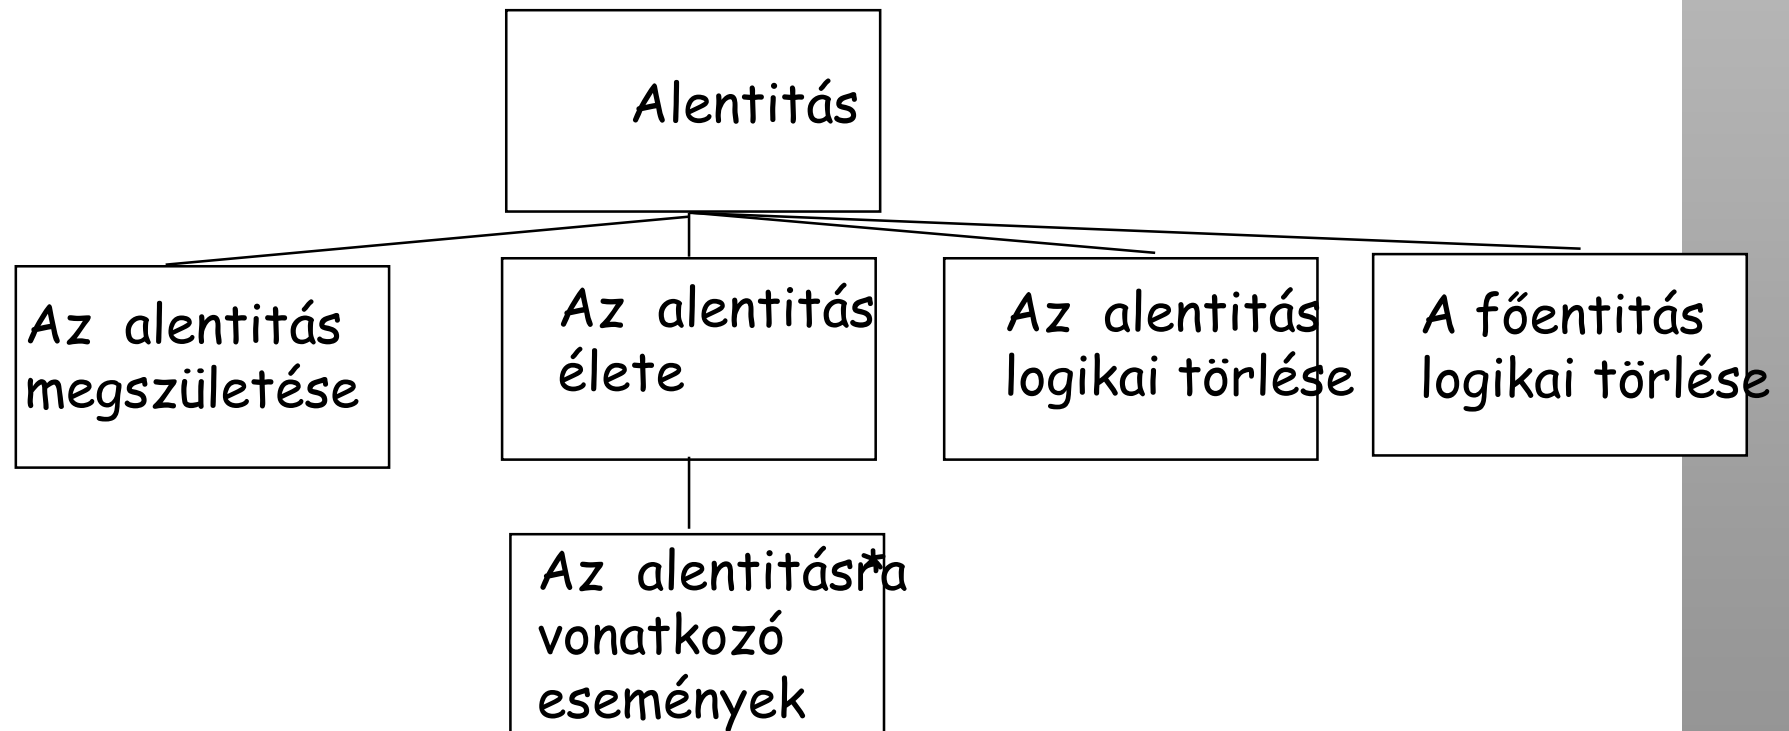 Alentitás
Az alentitás
megszületése
Az alentitás
élete
Az alentitás
logikai törlése
A főentitás
logikai törlése
*
Az alentitásra
vonatkozó
események